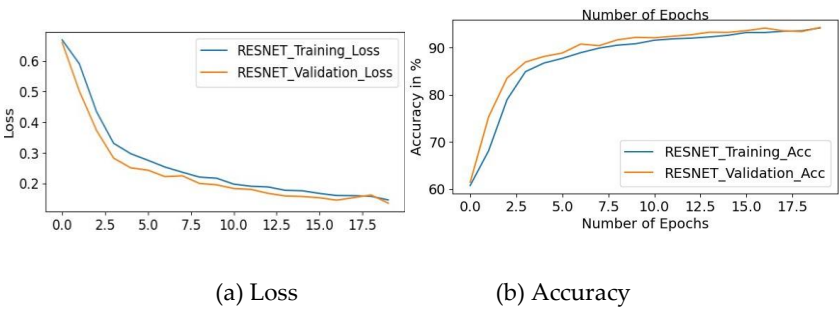 Number of Epochs
RESNET_Training_Loss
RESNET_Validation_Loss
Loss
0.6
0.5
0.4
0.3
0.2
0.0 2.5 5.0 7.5 10.0 12.5 15.0 17.5
Accuracy in %
90
80
70
60
RESNET_Training_Acc
RESNET_Validation_Acc
0.0 2.5 5.0 7.5 10.0 12.5 15.0 17.5
Number of Epochs
(a) Loss
(b) Accuracy